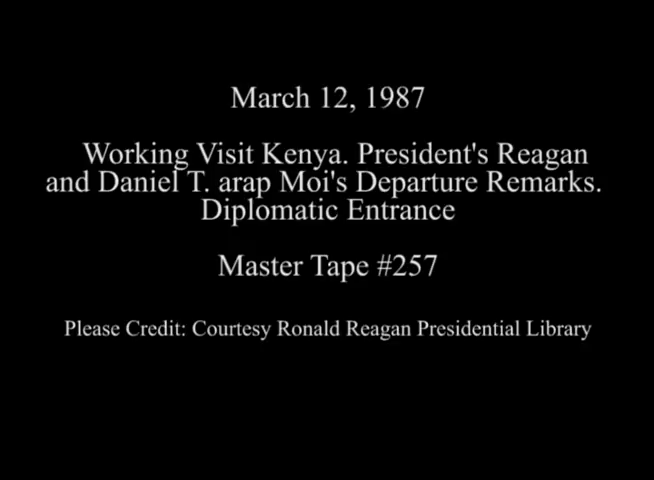 March 12, 1987
Working Visit Kenya. President's Reagan
and Daniel T. arap Moi's Departure Remarks.
Diplomatic Entrance
Master Tape #257
Please Credit: Courtesy Ronald Reagan Presidential Library